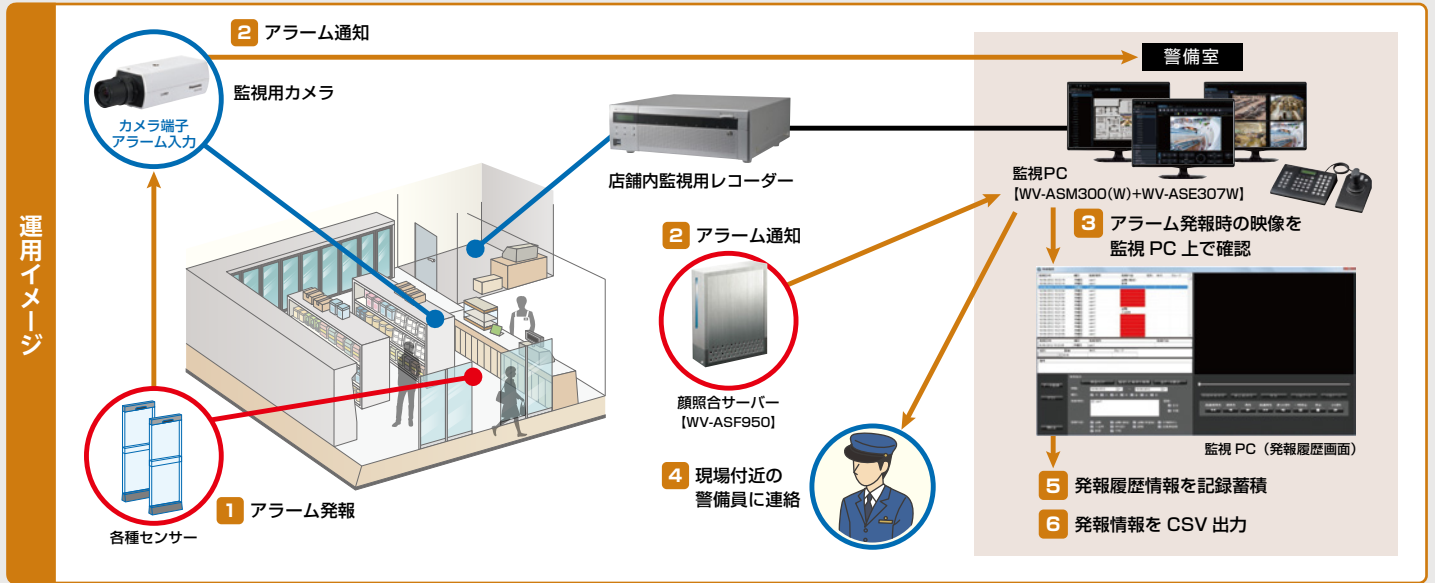 運用イメージ
2 アラーム通知
監視用カメラ
カメラ端子
アラーム入力
店舗内監視用レコーダー
警備室
監視PC
【WV-ASM300(W)+WV-ASE307W】
2 アラーム通知
顔照合サーバー
【WV-ASF950】
3 アラーム発報時の映像を
監視 PC 上で確認
監視 PC（発報履歴画面）
4 現場付近の
警備員に連絡
1 アラーム発報
各種センサー
5 発報履歴情報を記録蓄積
6 発報情報を CSV 出力